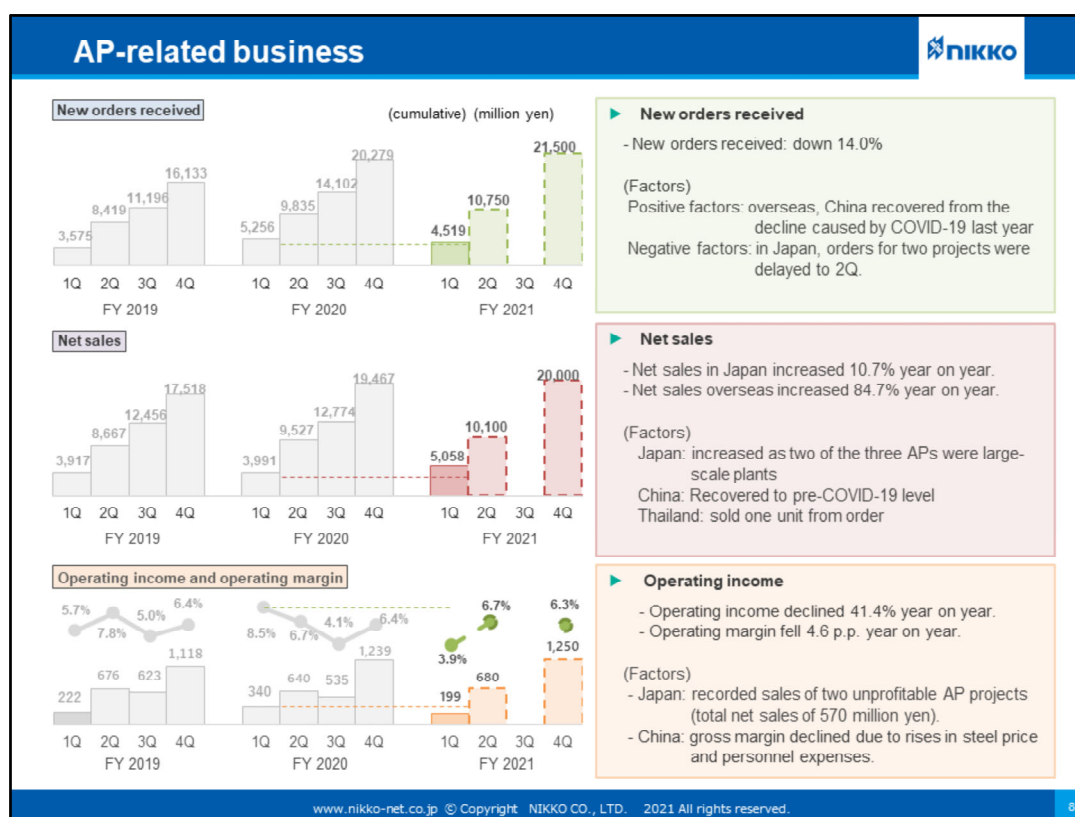 AP-related business
NIKKO
New orders received
(cumulative) (million yen)
3,575
8,419
11,196
16,133
5,256
9,835
14,102
20,279
4,519
10,750
21,500
1Q 2Q 3Q 4Q
1Q 2Q 3Q 4Q
1Q 2Q 3Q 4Q
FY 2019
FY 2020
FY 2021
▶ New orders received
- New orders received: down 14.0%
(Factors)
Positive factors: overseas, China recovered from the
decline caused by COVID-19 last year
Negative factors: in Japan, orders for two projects were
delayed to 2Q.
Net sales
3,917
8,667
12,456
17,518
3,991
9,527
12,774
19,467
5,058
10,100
20,000
1Q 2Q 3Q 4Q
1Q 2Q 3Q 4Q
1Q 2Q 3Q 4Q
FY 2019
FY 2020
FY 2021
▶ Net sales
- Net sales in Japan increased 10.7% year on year.
- Net sales overseas increased 84.7% year on year.
(Factors)
Japan: increased as two of the three APs were large-
scale plants
China: Recovered to pre-COVID-19 level
Thailand: sold one unit from order
Operating income and operating margin
5.7%
7.8%
5.0%
6.4%
8.5%
6.7%
4.1%
6.4%
3.9%
6.7%
6.3%
222
676
623
1,118
340
640
535
1,239
199
680
1,250
1Q 2Q 3Q 4Q
1Q 2Q 3Q 4Q
1Q 2Q 3Q 4Q
FY 2019
FY 2020
FY 2021
▶ Operating income
- Operating income declined 41.4% year on year.
- Operating margin fell 4.6 p.p. year on year.
(Factors)
- Japan: recorded sales of two unprofitable AP projects
(total net sales of 570 million yen).
- China: gross margin declined due to rises in steel price
and personnel expenses.
www.nikko-net.co.jp © Copyright NIKKO CO., LTD. 2021 All rights reserved.
8